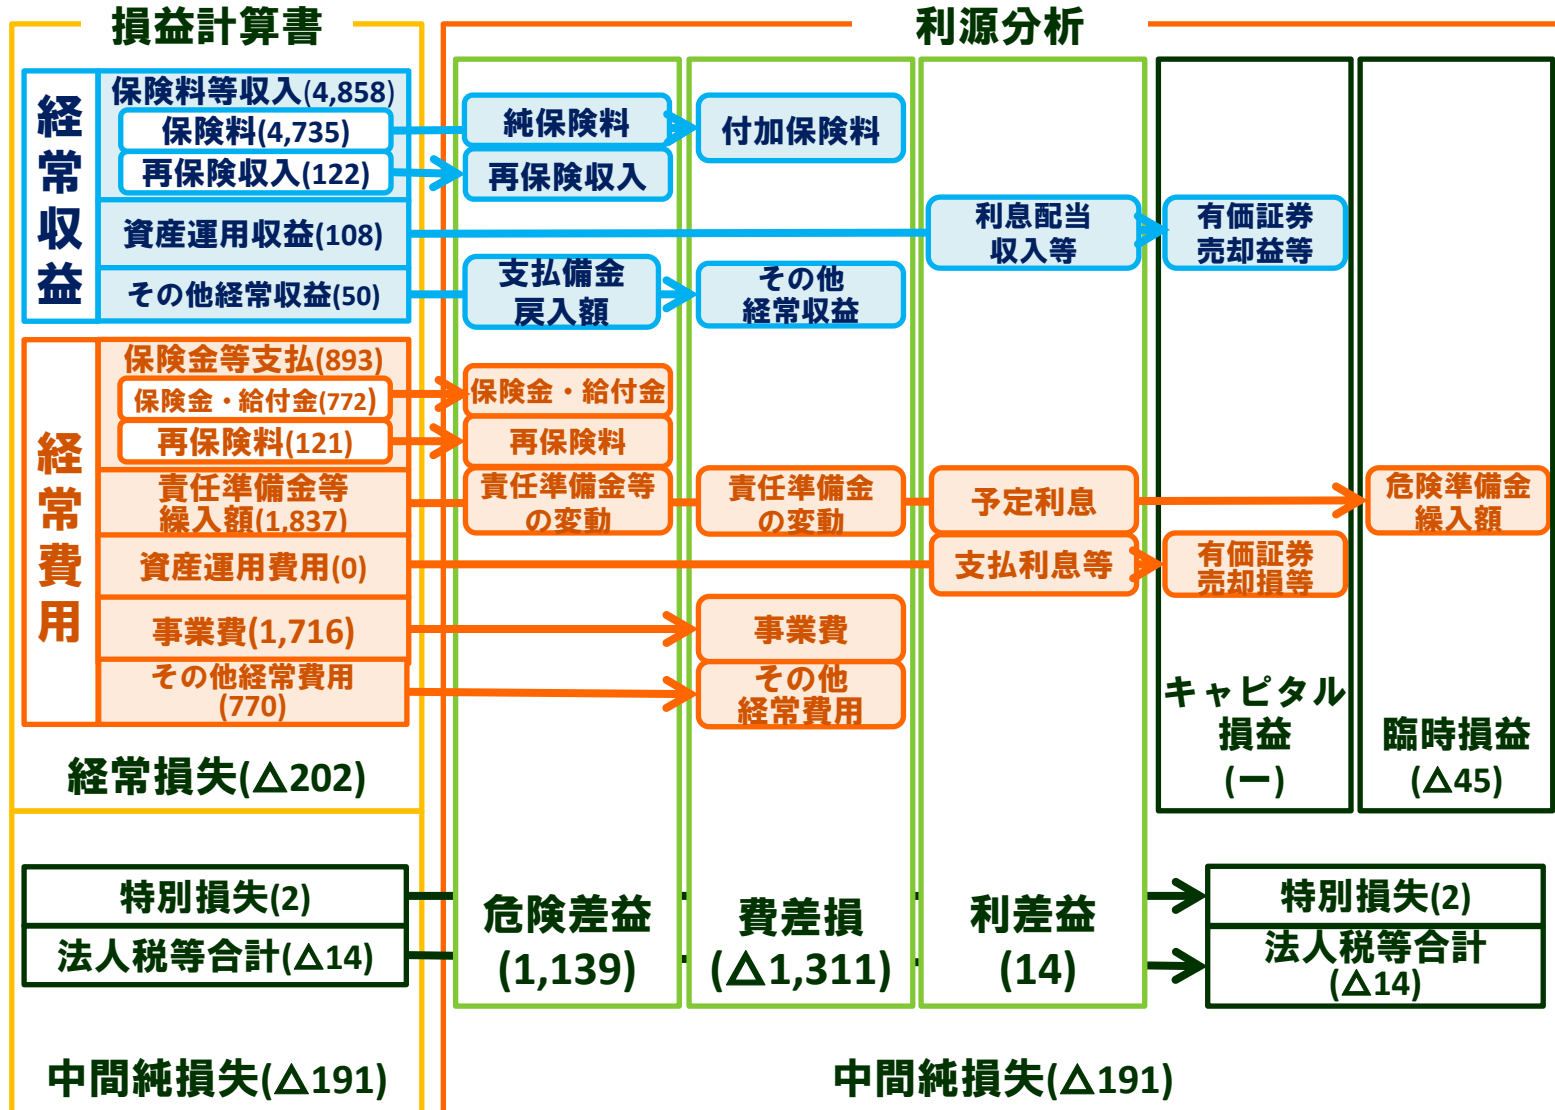 損益計算書
経常収益
保険料等収入(4,858)
保険料(4,735)
再保険収入(122)
資産運用収益(108)
その他経常収益(50)
経常費用
保険金等支払(893)
保険金・給付金(772)
再保険料(121)
責任準備金等
繰入額(1,837)
資産運用費用(0)
事業費(1,716)
その他経常費用
(770)
経常損失(△202)
特別損失(2)
法人税等合計(△14)
中間純損失(△191)
利源分析
純保険料
再保険収入
支払備金
戻入額
保険金・給付金
再保険料
責任準備金等
の変動
危険差益
(1,139)
付加保険料
その他
経常収益
責任準備金
の変動
事業費
その他
経常費用
費差損
(△1,311)
利息配当
収入等
予定利息
支払利息等
利差益
(14)
有価証券
売却益等
有価証券
売却損等
キャピタル
損益
(ー)
危険準備金
繰入額
臨時損益
(△45)
特別損失(2)
法人税等合計
(△14)
中間純損失(△191)